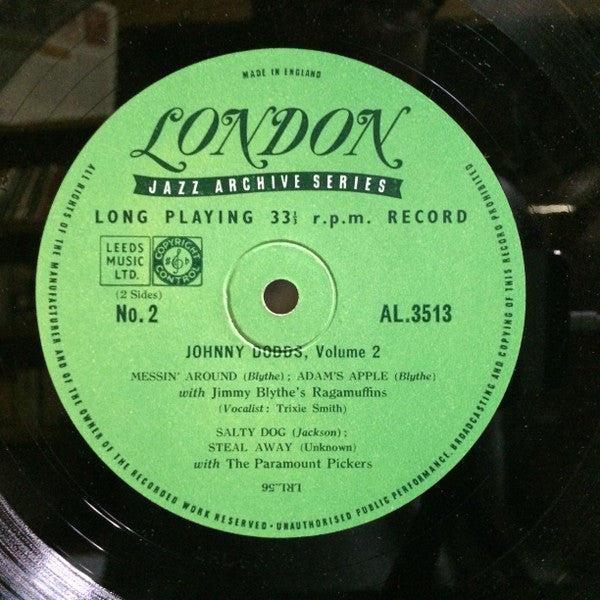 MADE IN ENGLAND
LONDON
JAZZ ARCHIVE SERIES
LONG PLAYING 33⅓ r.p.m. RECORD
LEEDS
MUSIC
LTD.
COPYRIGHT
CONTROL
(2 Sides)
No. 2
AL.3513
JOHNNY DODDS, Volume 2
MESSIN' AROUND (Blythe) ; ADAM'S APPLE (Blythe)
with Jimmy Blythe's Ragamuffins
(Vocalist : Trixie Smith)
SALTY DOG (Jackson) ;
STEAL AWAY (Unknown)
with The Paramount Pickers
LRL.56
ALL RIGHTS OF THE MANUFACTURER AND OF THE OWNER OF THE RECORDED WORK RESERVED · UNAUTHORISED PUBLIC PERFORMANCE, BROADCASTING AND COPYING OF THIS RECORD PROHIBITED